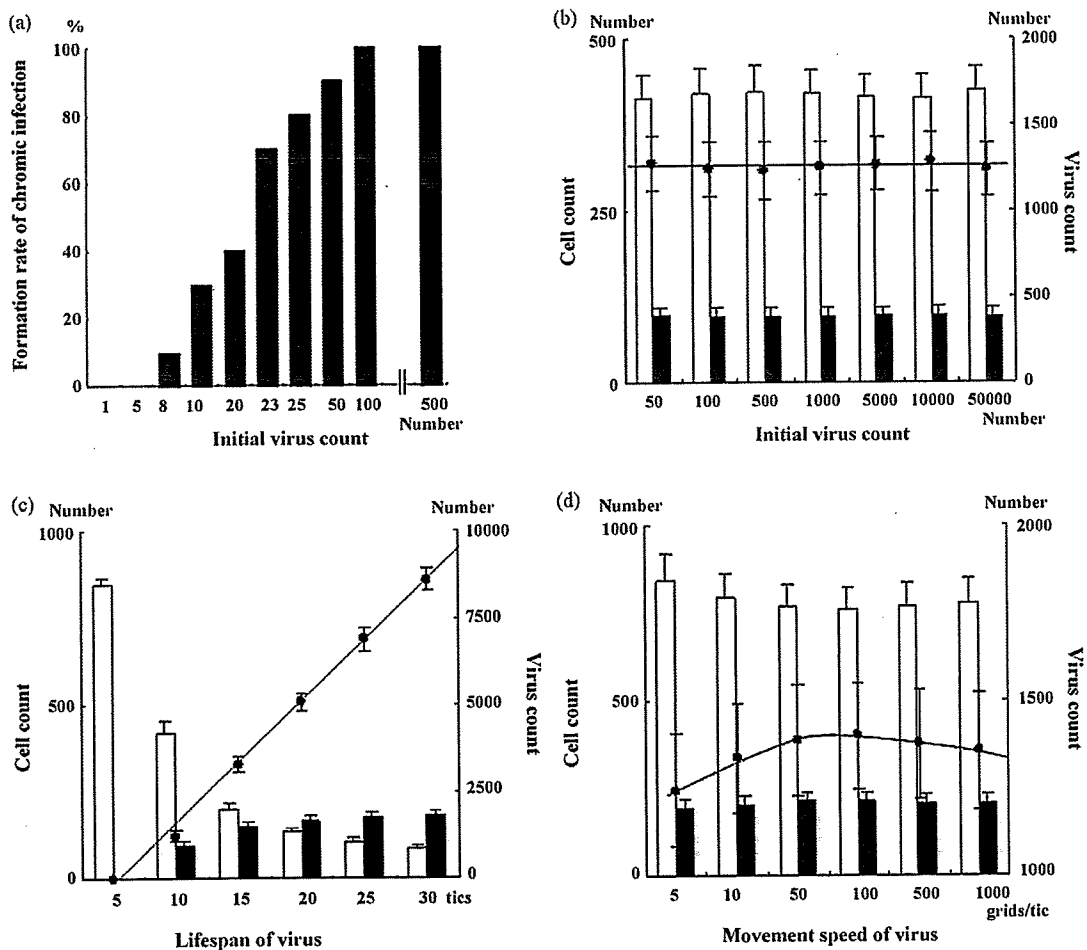 (a)
%
100
80
60
40
20
0
Formation rate of chromic infection
1 5 8 10 20 23 25 50 100 500
Number
Initial virus count
(b)
Number
Number
500
250
0
Cell count
2000
1500
1000
500
0
Virus count
50 100 500 1000 5000 10000 50000
Number
Initial virus count
(c)
Number
Number
1000
500
0
Cell count
10000
7500
5000
2500
0
Virus count
5 10 15 20 25 30 tics
Lifespan of virus
(d)
Number
Number
1000
500
0
Cell count
2000
1500
1000
Virus count
5 10 50 100 500 1000
grids/tic
Movement speed of virus